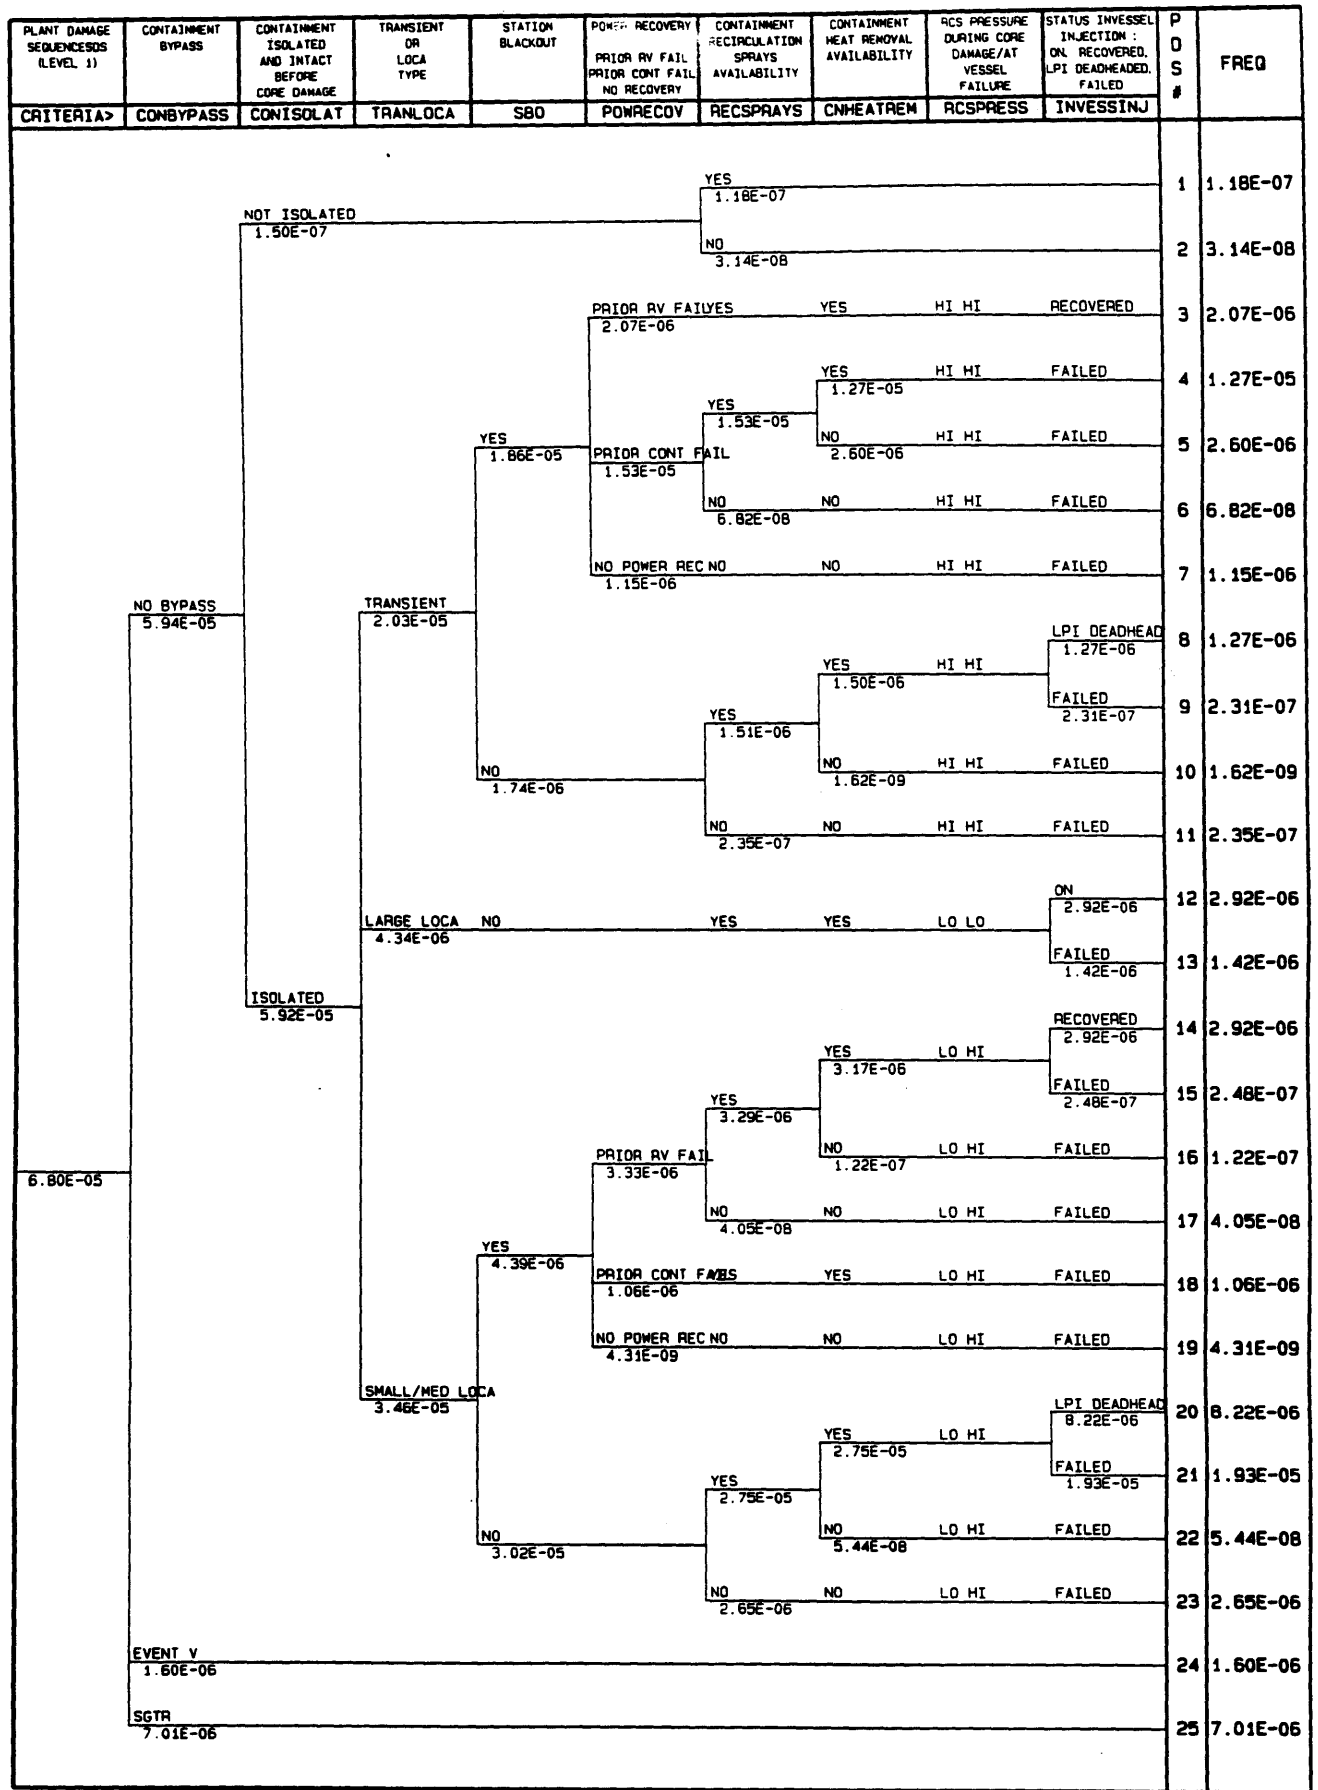 PLANT DAMAGE SEQUENCESDS (LEVEL 1)
CONTAINMENT BYPASS
CONTAINMENT ISOLATED AND INTACT BEFORE CORE DAMAGE
TRANSIENT OR LOCA TYPE
STATION BLACKOUT
POWER RECOVERY PRIOR RV FAIL PRIOR CONT FAIL NO RECOVERY
CONTAINMENT RECIRCULATION SPRAYS AVAILABILITY
CONTAINMENT HEAT REMOVAL AVAILABILITY
RCS PRESSURE DURING CORE DAMAGE/AT VESSEL FAILURE
STATUS INVESSEL INJECTION : ON, RECOVERED, LPI DEADHEADED, FAILED
PDS #
FREQ
CRITERIA> CONBYPASS CONISOLAT TRANLOCA SBO POWRECOV RECSPRAYS CNHEATREM RCSPRESS INVESSINJ
YES
1.18E-07
1 1.18E-07
NOT ISOLATED
1.50E-07
NO
3.14E-08
2 3.14E-08
PRIOR RV FAIL YES YES HI HI RECOVERED
2.07E-06
3 2.07E-06
YES HI HI FAILED
1.27E-05
4 1.27E-05
YES
1.53E-05
YES
1.86E-05
NO HI HI FAILED
2.60E-06
5 2.60E-06
PRIOR CONT FAIL
1.53E-05
NO NO HI HI FAILED
6.82E-08
6 6.82E-08
NO POWER REC NO NO HI HI FAILED
1.15E-06
7 1.15E-06
NO BYPASS
5.94E-05
TRANSIENT
2.03E-05
LPI DEADHEAD
1.27E-06
8 1.27E-06
YES HI HI
1.50E-06
FAILED
2.31E-07
9 2.31E-07
YES
1.51E-06
NO
1.74E-06
NO HI HI FAILED
1.62E-09
10 1.62E-09
NO NO HI HI FAILED
2.35E-07
11 2.35E-07
ON
2.92E-06
12 2.92E-06
LARGE LOCA NO YES YES LO LO
4.34E-06
FAILED
1.42E-06
13 1.42E-06
ISOLATED
5.92E-05
RECOVERED
2.92E-06
14 2.92E-06
YES LO HI
3.17E-06
FAILED
2.48E-07
15 2.48E-07
YES
3.29E-06
PRIOR RV FAIL
3.33E-06
NO LO HI FAILED
1.22E-07
16 1.22E-07
6.80E-05
NO NO LO HI FAILED
4.05E-08
17 4.05E-08
YES
4.39E-06
PRIOR CONT FAIL YES YES LO HI FAILED
1.06E-06
18 1.06E-06
NO POWER REC NO NO LO HI FAILED
4.31E-09
19 4.31E-09
SMALL/MED LOCA
3.46E-05
LPI DEADHEAD
8.22E-06
20 8.22E-06
YES LO HI
2.75E-05
FAILED
1.93E-05
21 1.93E-05
YES
2.75E-05
NO
3.02E-05
NO LO HI FAILED
5.44E-08
22 5.44E-08
NO NO LO HI FAILED
2.65E-06
23 2.65E-06
EVENT V
1.60E-06
24 1.60E-06
SGTR
7.01E-06
25 7.01E-06